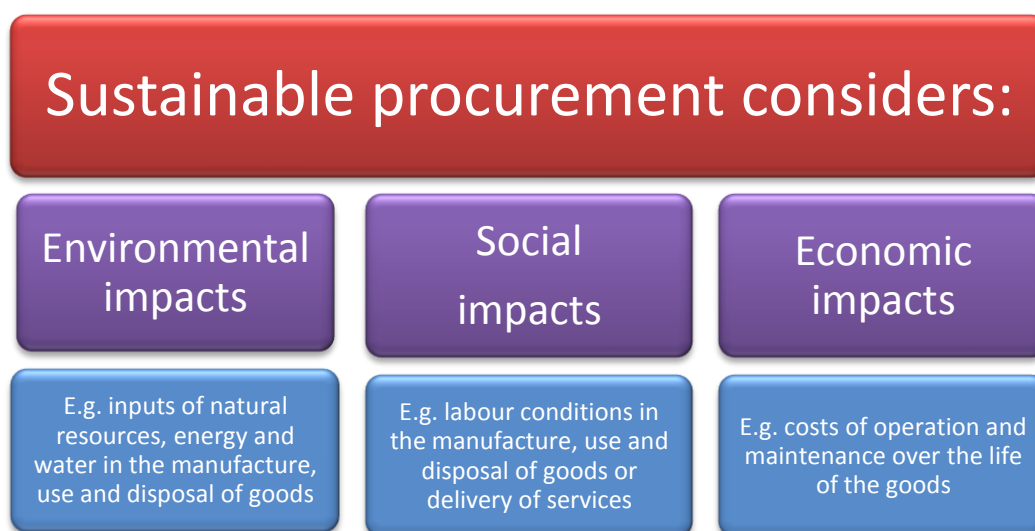 Sustainable procurement considers:
Environmental
impacts
Social
impacts
Economic
impacts
E.g. inputs of natural
resources, energy and
water in the manufacture,
use and disposal of goods
E.g. labour conditions in
the manufacture, use and
disposal of goods or
delivery of services
E.g. costs of operation and
maintenance over the life
of the goods